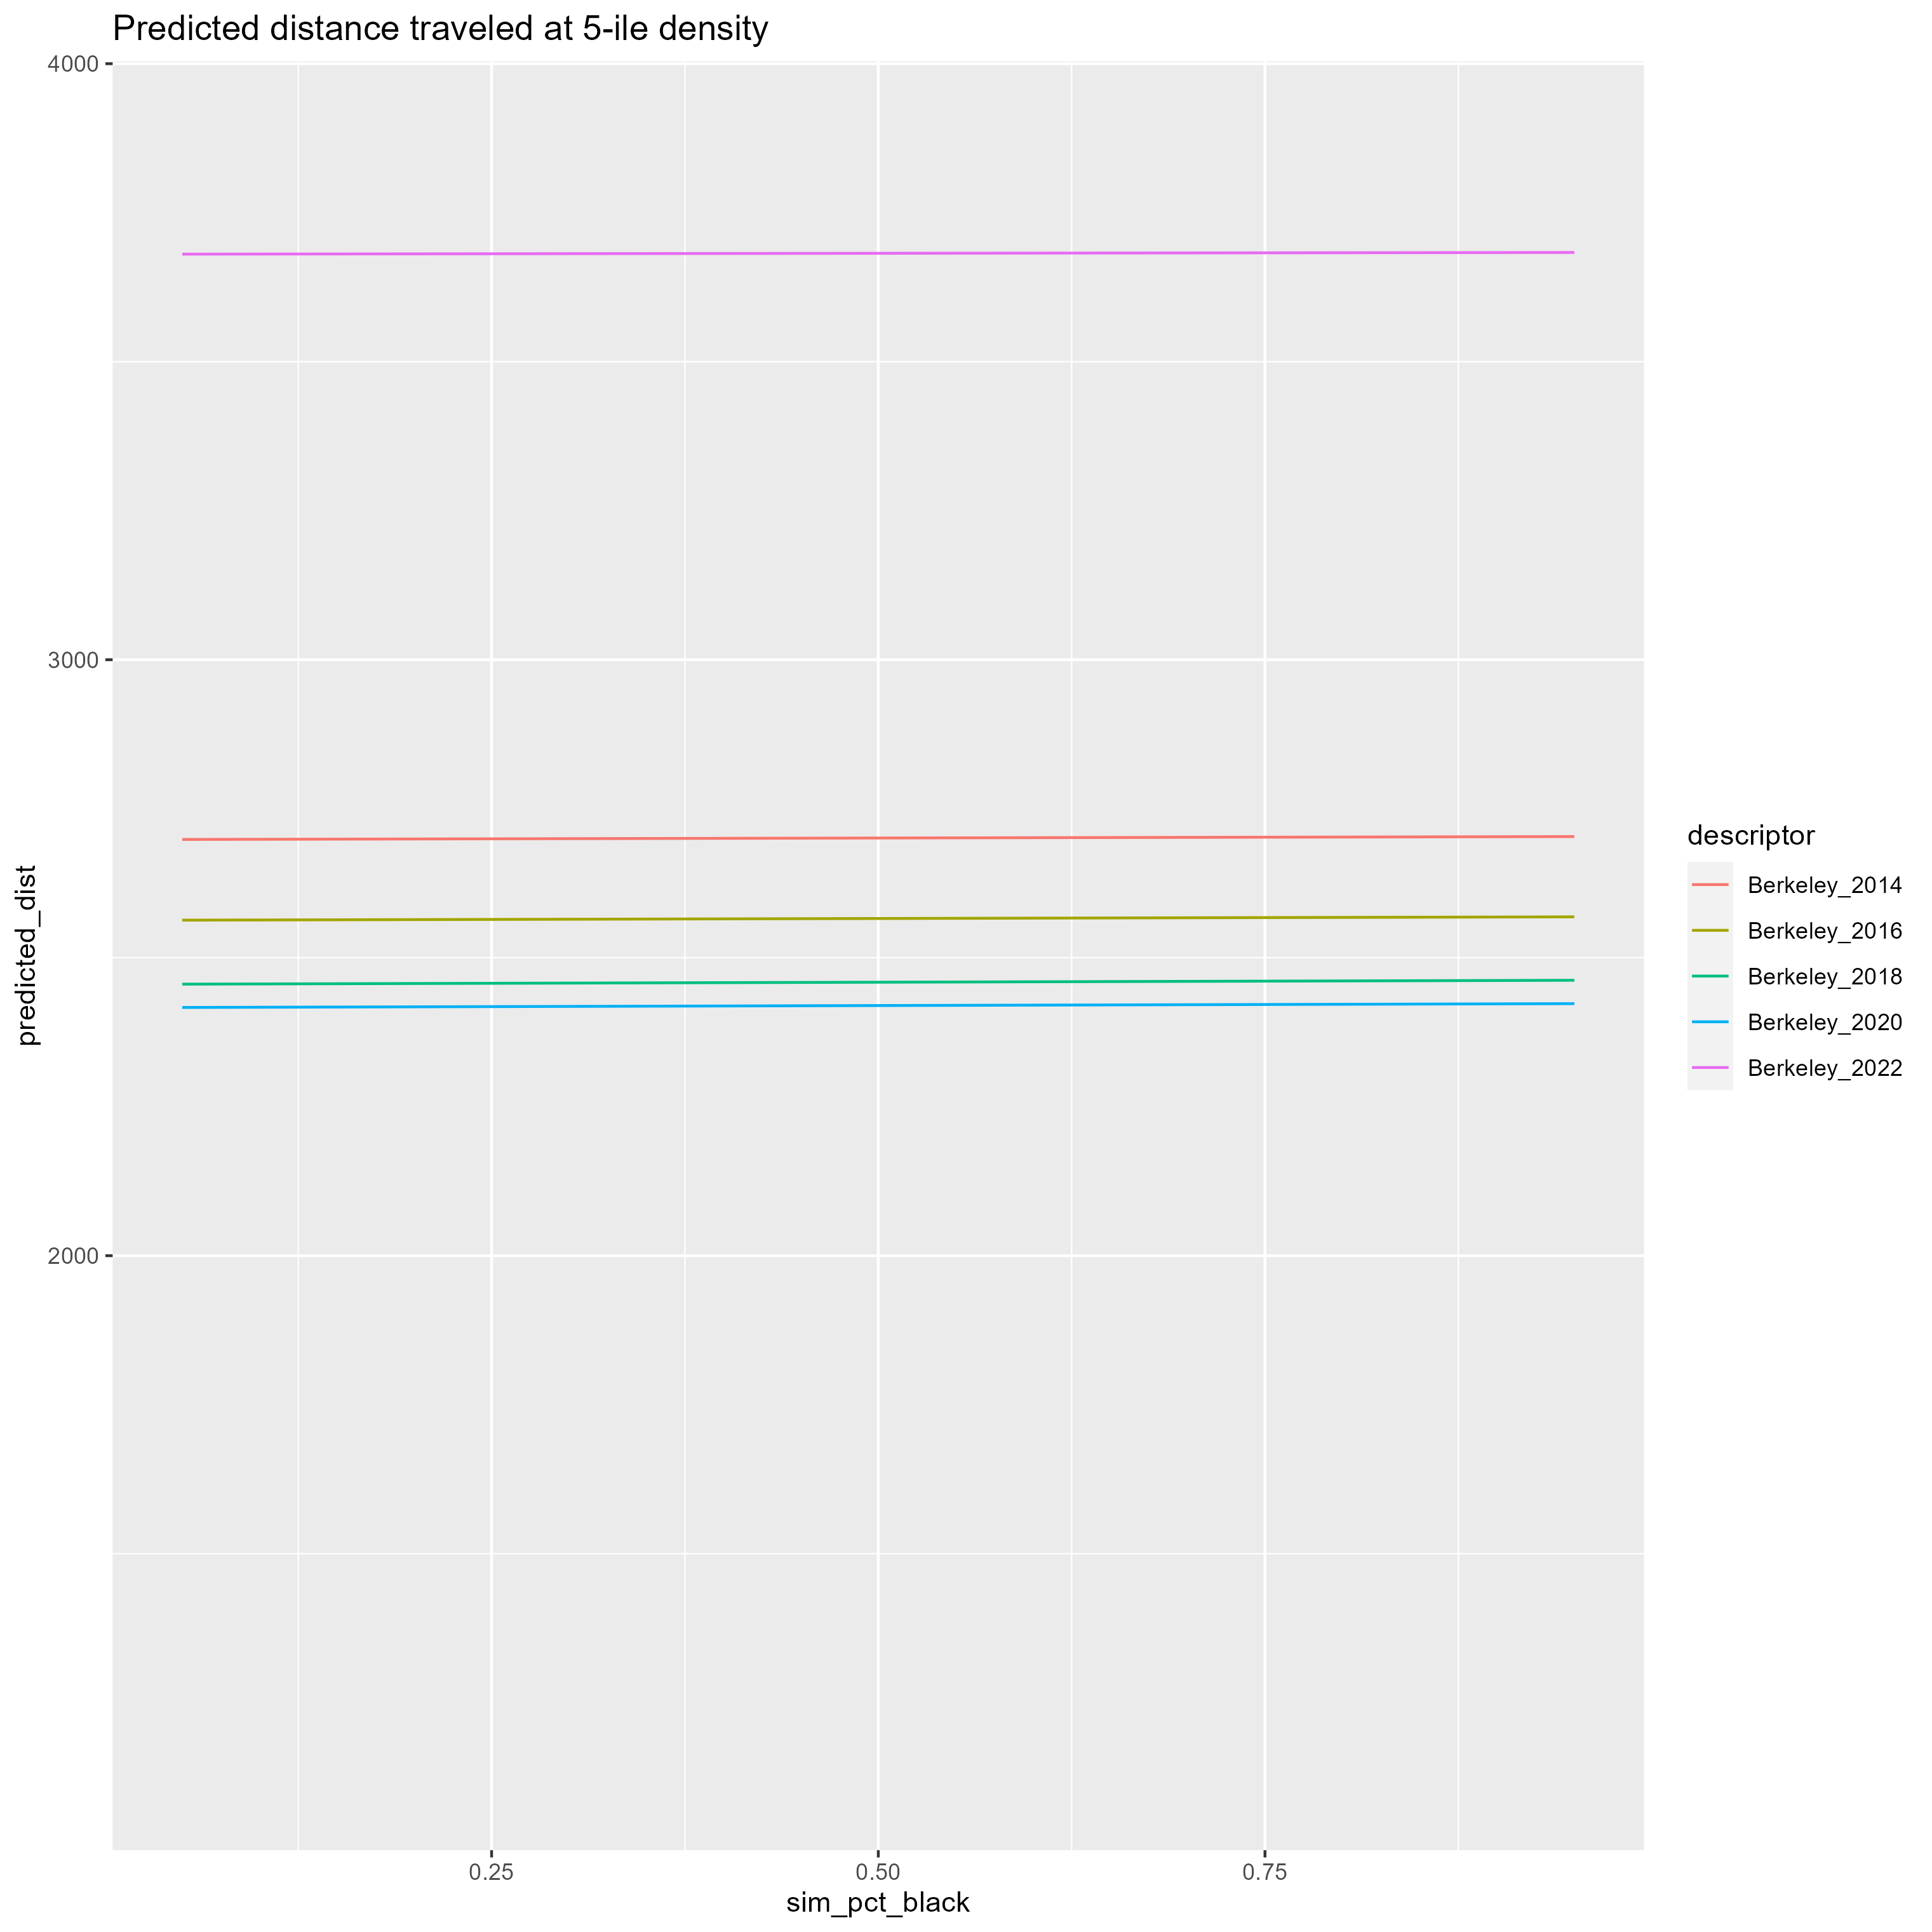 Predicted distance traveled at 5-ile density
4000
3000
2000
predicted_dist
0.25 0.50 0.75
sim_pct_black
descriptor
Berkeley_2014
Berkeley_2016
Berkeley_2018
Berkeley_2020
Berkeley_2022